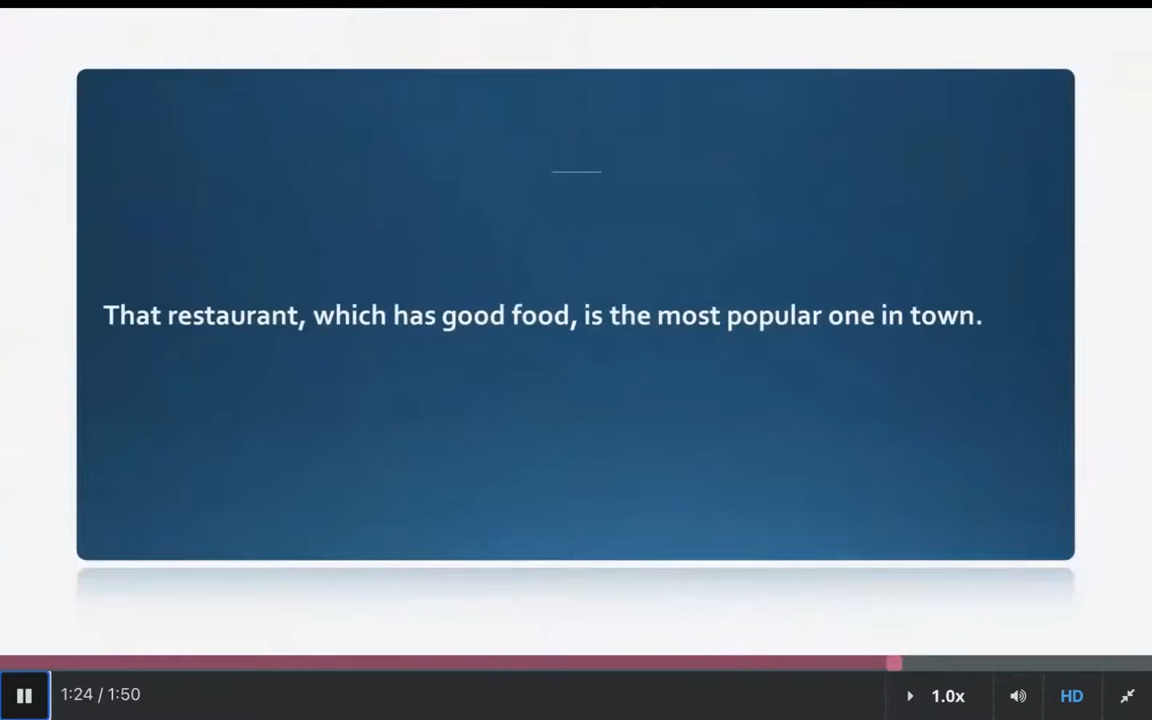 That restaurant, which has good food, is the most popular one in town.
1:24 / 1:50
1.0x
HD